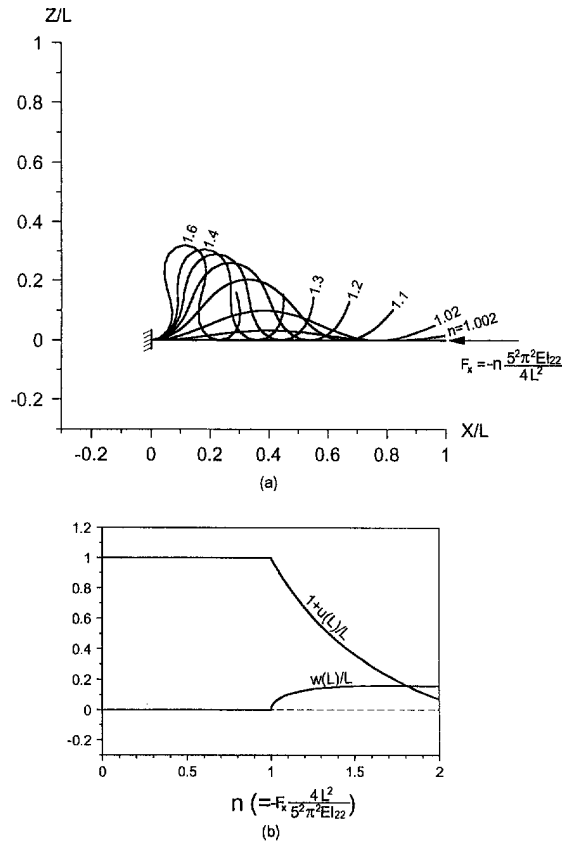 Z/L
1
0.8
0.6
0.4
0.2
0
-0.2
1.6
1.4
1.3
1.2
1.1
1.02
n=1.002
Fx = -n 5²π²EI22 / 4L²
X/L
-0.2 0 0.2 0.4 0.6 0.8 1
(a)
1.2
1
0.8
0.6
0.4
0.2
0
-0.2
1+u(L)/L
w(L)/L
0 0.5 1 1.5 2
n (=-Fx 4L² / 5²π²EI22)
(b)